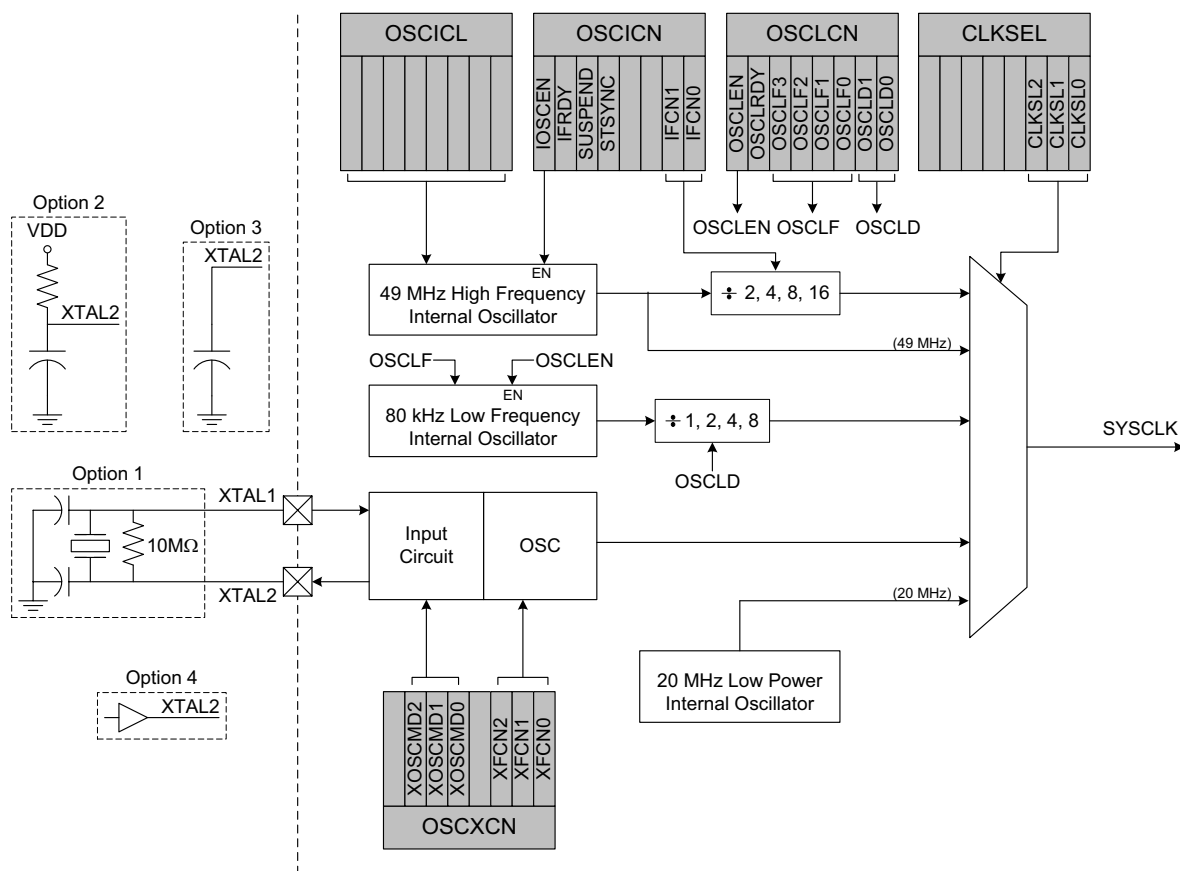 OSCICL
OSCICN
OSCLCN
CLKSEL
IOSCEN
IFRDY
SUSPEND
STSYNC
IFCN1
IFCN0
OSCLEN
OSCLRDY
OSCLF3
OSCLF2
OSCLF1
OSCLF0
OSCLD1
OSCLD0
CLKSL2
CLKSL1
CLKSL0
OSCLEN
OSCLF
OSCLD
Option 2
VDD
XTAL2
Option 3
XTAL2
EN
49 MHz High Frequency
Internal Oscillator
÷ 2, 4, 8, 16
(49 MHz)
OSCLF
OSCLEN
EN
80 kHz Low Frequency
Internal Oscillator
÷ 1, 2, 4, 8
OSCLD
SYSCLK
Option 1
10MΩ
XTAL1
XTAL2
Input
Circuit
OSC
(20 MHz)
20 MHz Low Power
Internal Oscillator
Option 4
XTAL2
XOSCMD2
XOSCMD1
XOSCMD0
XFCN2
XFCN1
XFCN0
OSCXCN